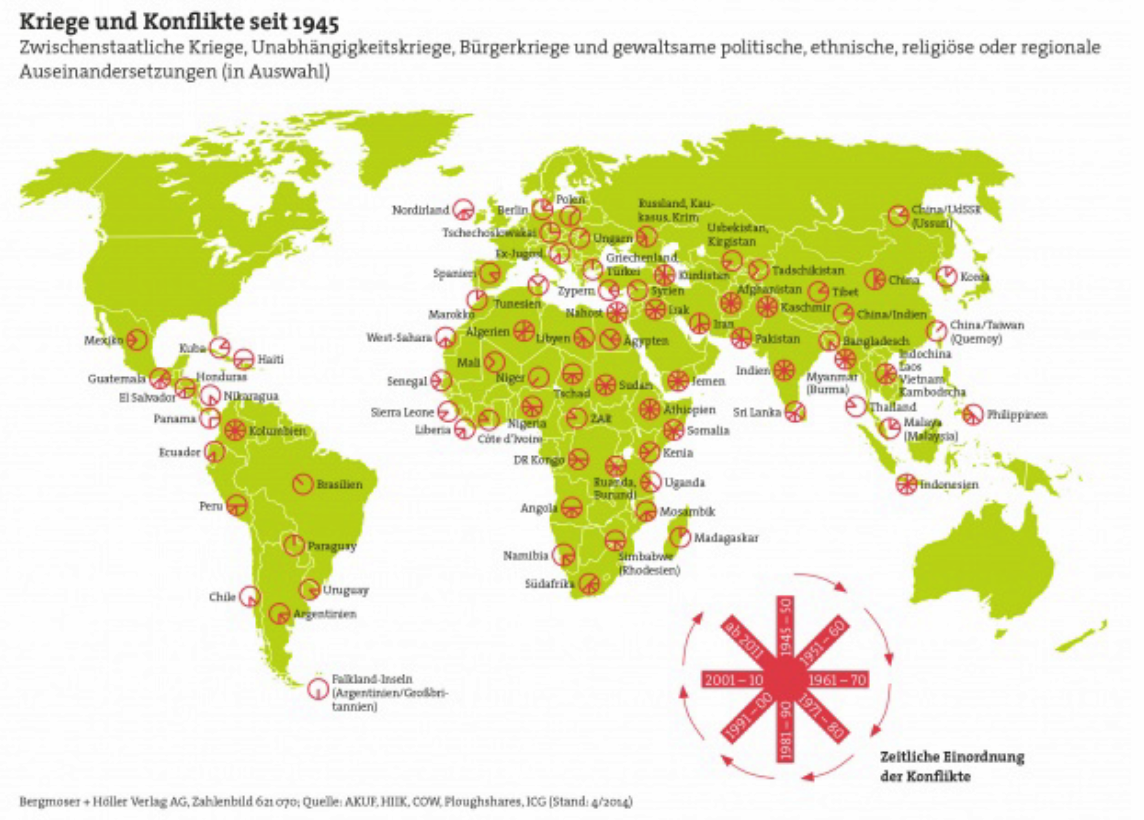 Kriege und Konflikte seit 1945
Zwischenstaatliche Kriege, Unabhängigkeitskriege, Bürgerkriege und gewaltsame politische, ethnische, religiöse oder regionale
Auseinandersetzungen (in Auswahl)
Nordirland
Berlin
Polen
Tschechoslowakai
Ungarn
Ex-Jugosl.
Spanien
Griechenland
Türkei
Zypern
Syrien
Kurdistan
Russland, Kau-
kasus, Krim
Usbekistan,
Kirgistan
Tadschikistan
China/UdSSR
(Ussuri)
China
Korea
Afghanistan
Tibet
Kaschmir
China/Indien
China/Taiwan
(Quemoy)
Tunesien
Marokko
Nahost
Irak
Iran
Pakistan
Bangladesch
West-Sahara
Algerien
Libyen
Ägypten
Mexiko
Kuba
Haiti
Guatemala
Honduras
El Salvador
Nikaragua
Panama
Kolumbien
Ecuador
Mali
Niger
Tschad
Sudan
Jemen
Indien
Myanmar
(Burma)
Indochina
Laos
Vietnam
Kambodscha
Senegal
Sierra Leone
Liberia
Côte d'Ivoire
Nigeria
ZAR
Äthiopien
Somalia
Sri Lanka
Thailand
Malaya
(Malaysia)
Philippinen
DR Kongo
Kenia
Ruanda,
Burundi
Uganda
Indonesien
Brasilien
Peru
Angola
Mosambik
Madagaskar
Paraguay
Namibia
Simbabwe
(Rhodesien)
Südafrika
Chile
Uruguay
Argentinien
Falkland-Inseln
(Argentinien/Großbri-
tannien)
1945 – 50
1951 – 60
1961 – 70
1971 – 80
1981 – 90
1991 – 00
2001 – 10
ab 2011
Zeitliche Einordnung
der Konflikte
Bergmoser + Höller Verlag AG, Zahlenbild 621 070; Quelle: AKUF, HIIK, COW, Ploughshares, ICG (Stand: 4/2014)